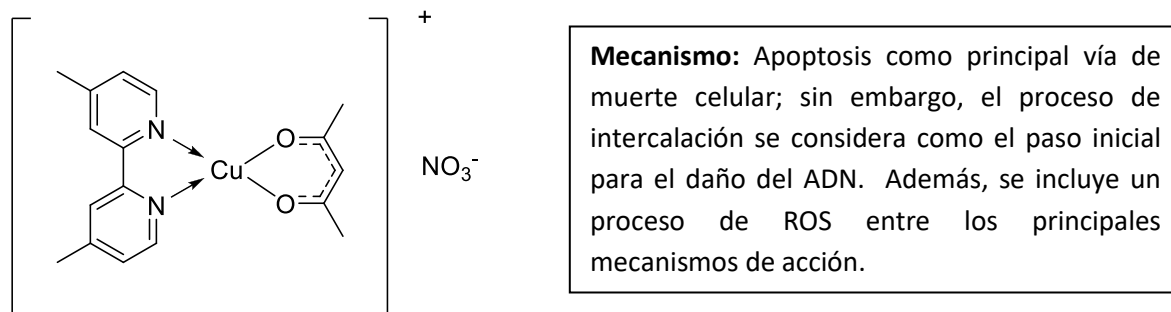 +
N
O
Cu
NO3-
N
O
Mecanismo: Apoptosis como principal vía de
muerte celular; sin embargo, el proceso de
intercalación se considera como el paso inicial
para el daño del ADN. Además, se incluye un
proceso de ROS entre los principales
mecanismos de acción.